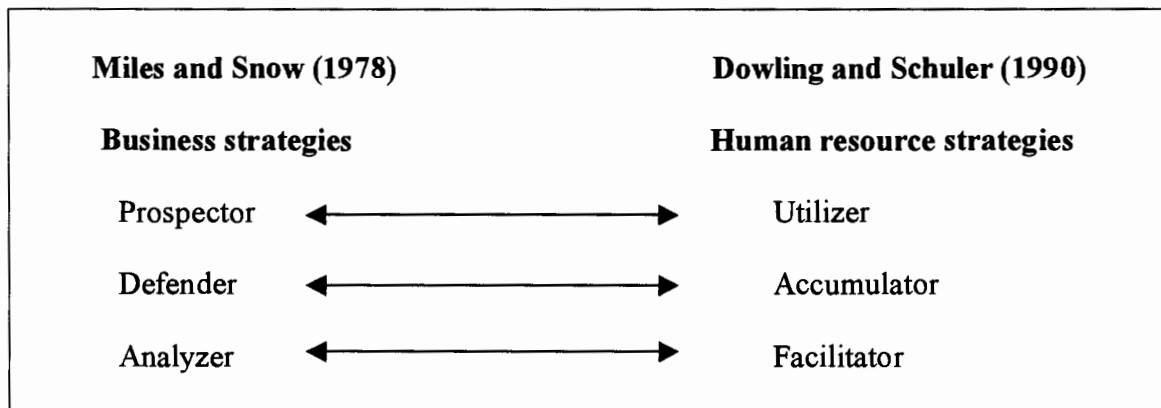 Miles and Snow (1978) Dowling and Schuler (1990)
Business strategies Human resource strategies
Prospector Utilizer
Defender Accumulator
Analyzer Facilitator